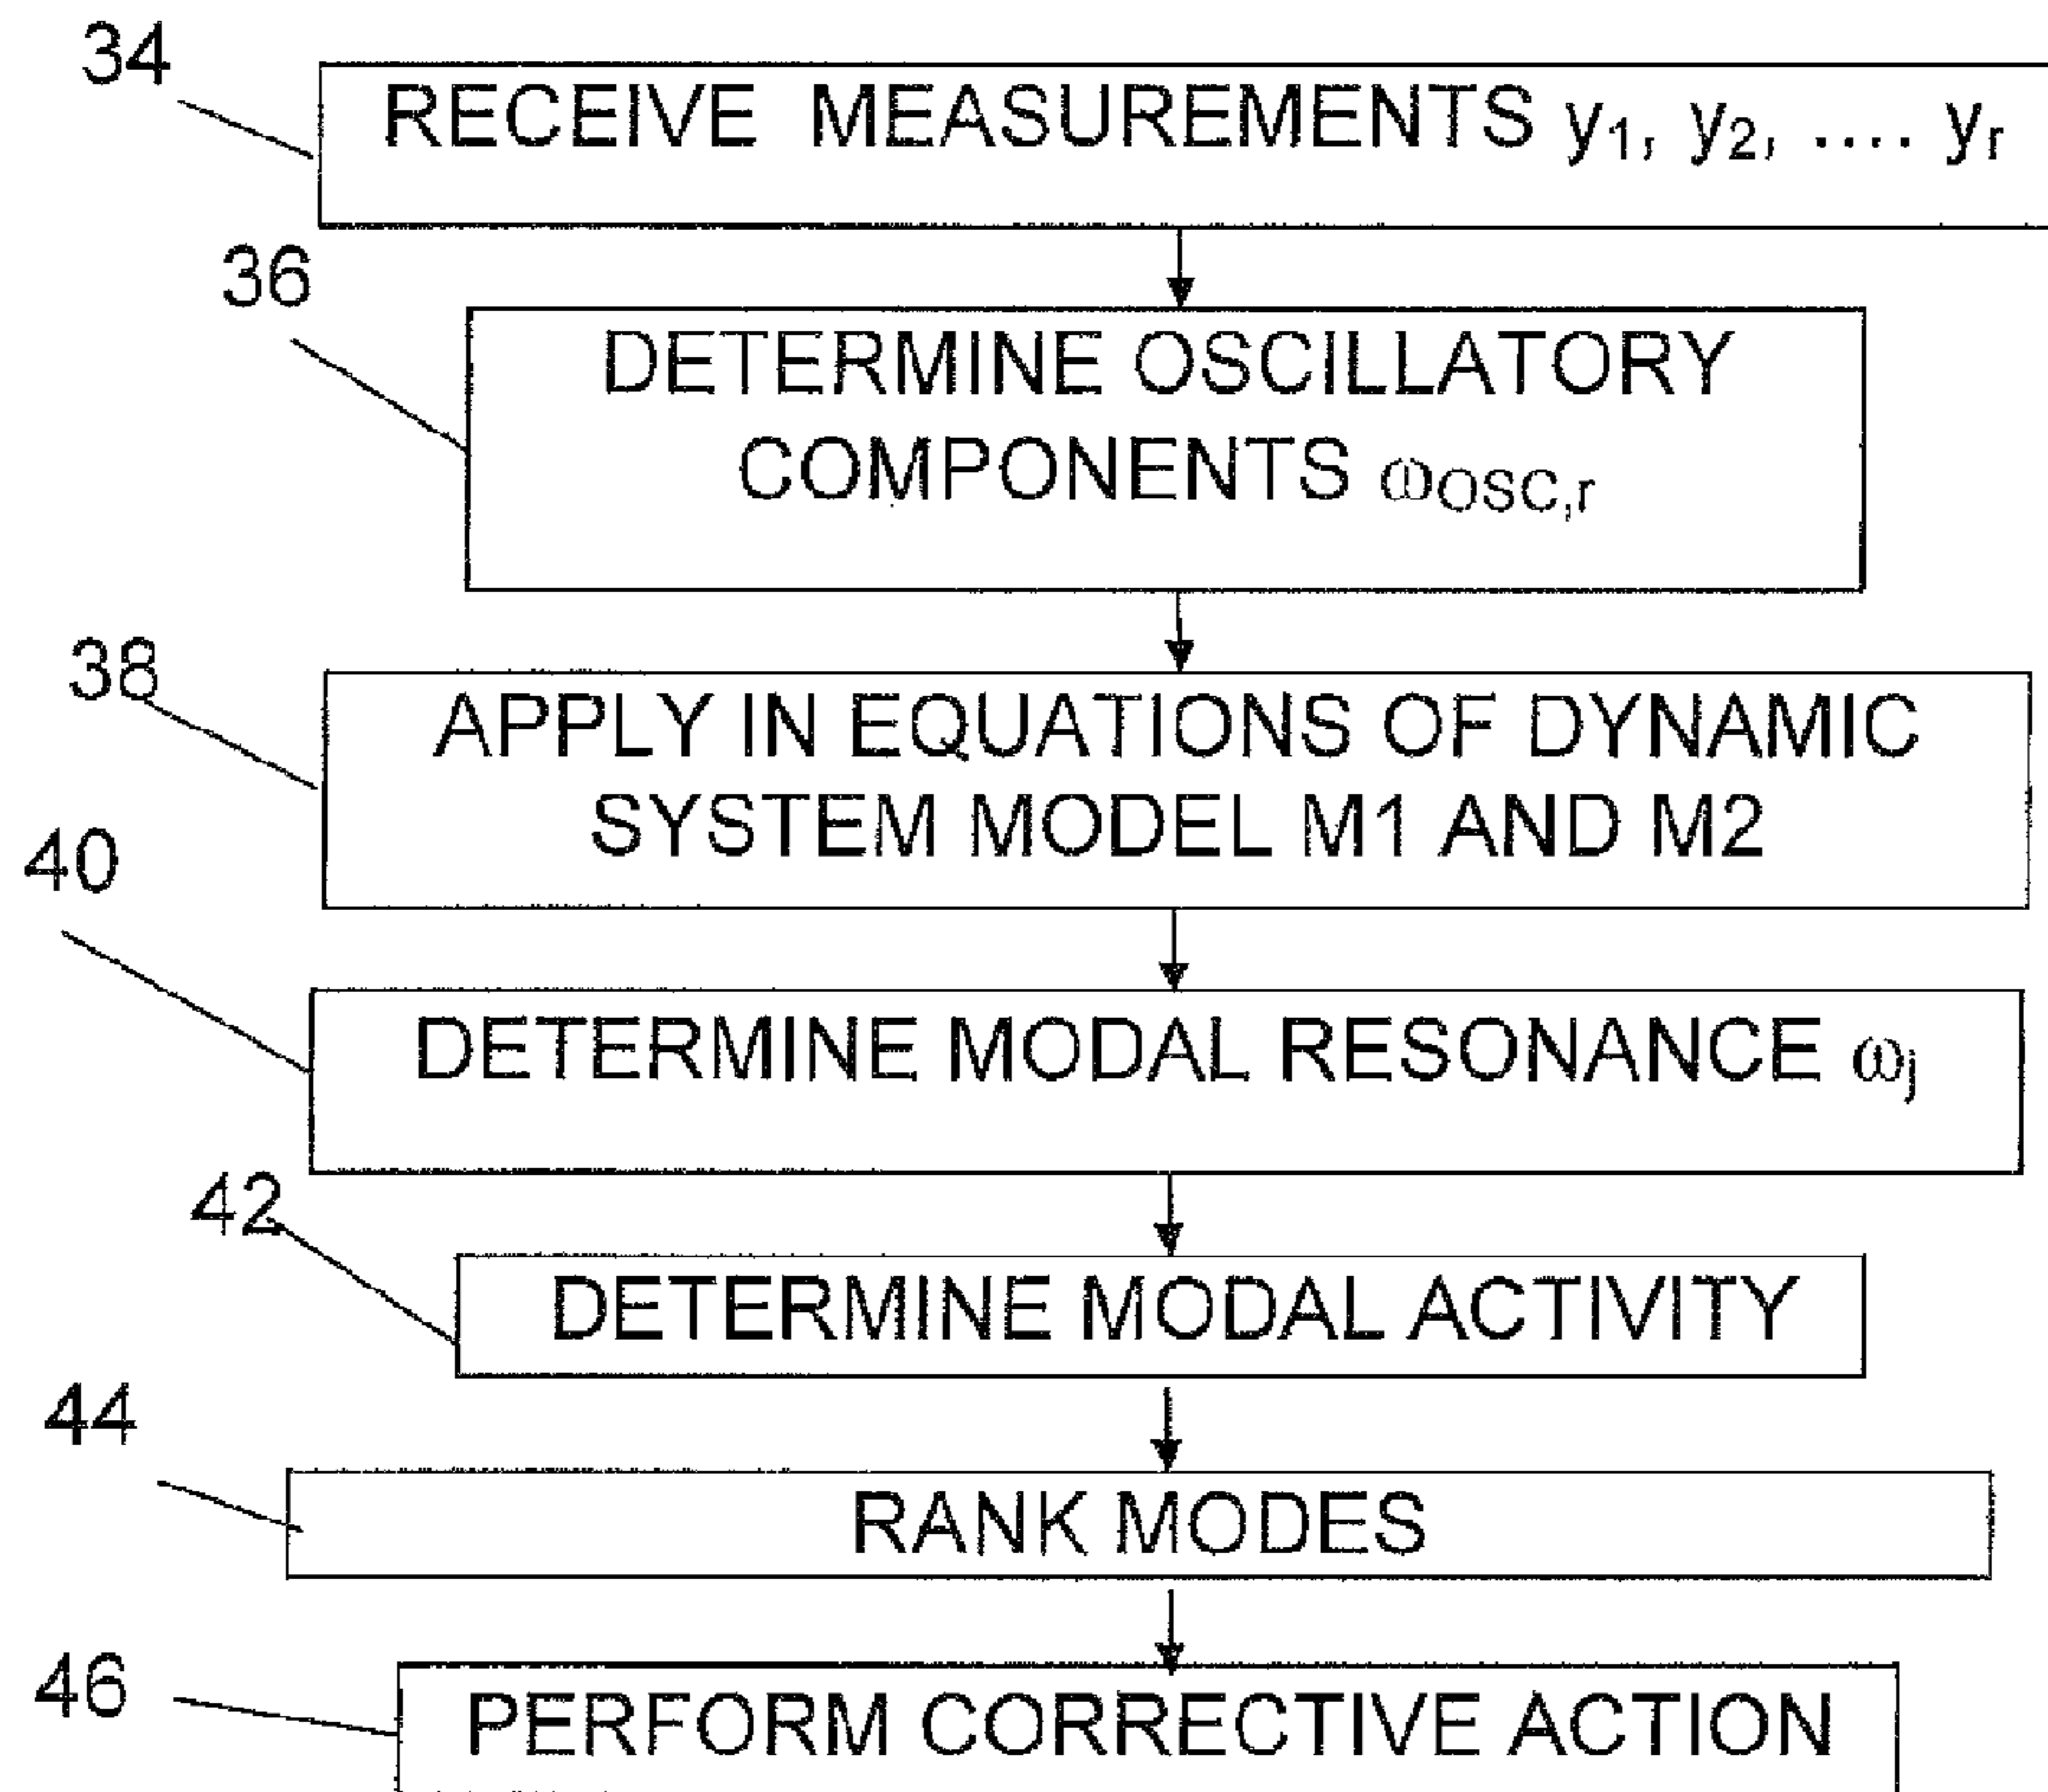 34
RECEIVE MEASUREMENTS y₁, y₂, .... yᵣ
36
DETERMINE OSCILLATORY
COMPONENTS ωOSC,r
38
APPLY IN EQUATIONS OF DYNAMIC
SYSTEM MODEL M1 AND M2
40
DETERMINE MODAL RESONANCE ωj
42
DETERMINE MODAL ACTIVITY
44
RANK MODES
46
PERFORM CORRECTIVE ACTION